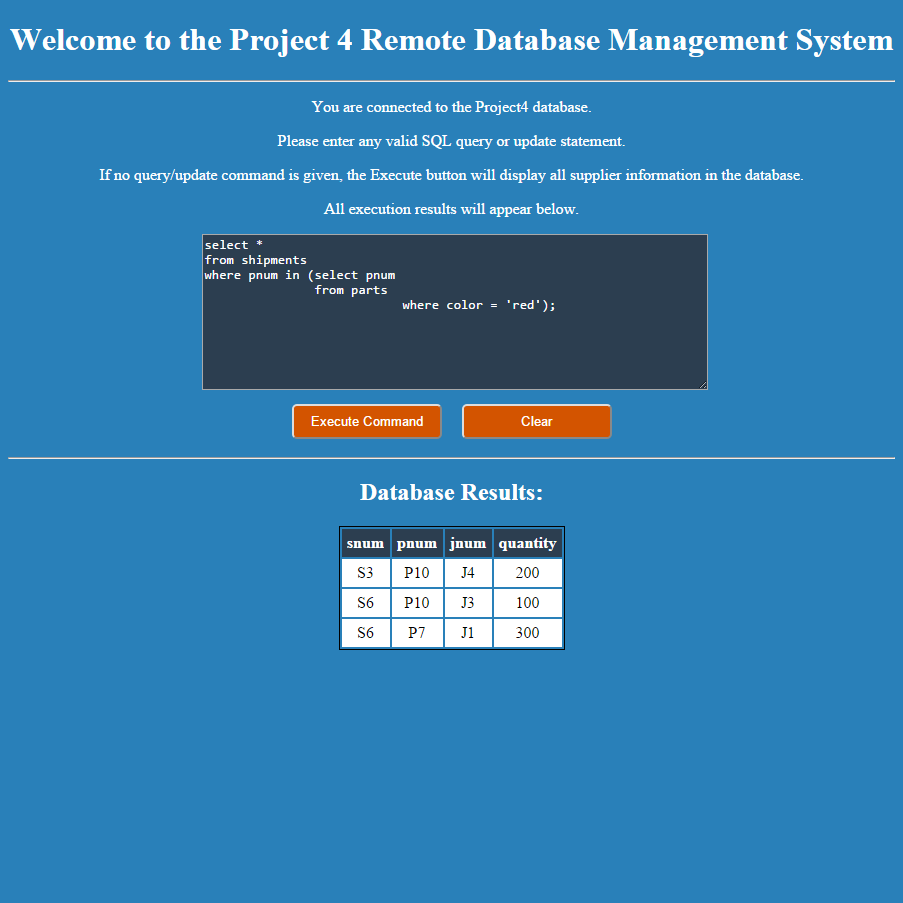 Welcome to the Project 4 Remote Database Management System
You are connected to the Project4 database.
Please enter any valid SQL query or update statement.
If no query/update command is given, the Execute button will display all supplier information in the database.
All execution results will appear below.
select *
from shipments
where pnum in (select pnum
from parts
where color = 'red');
Execute Command Clear
Database Results:
snum pnum jnum quantity
S3 P10 J4 200
S6 P10 J3 100
S6 P7 J1 300